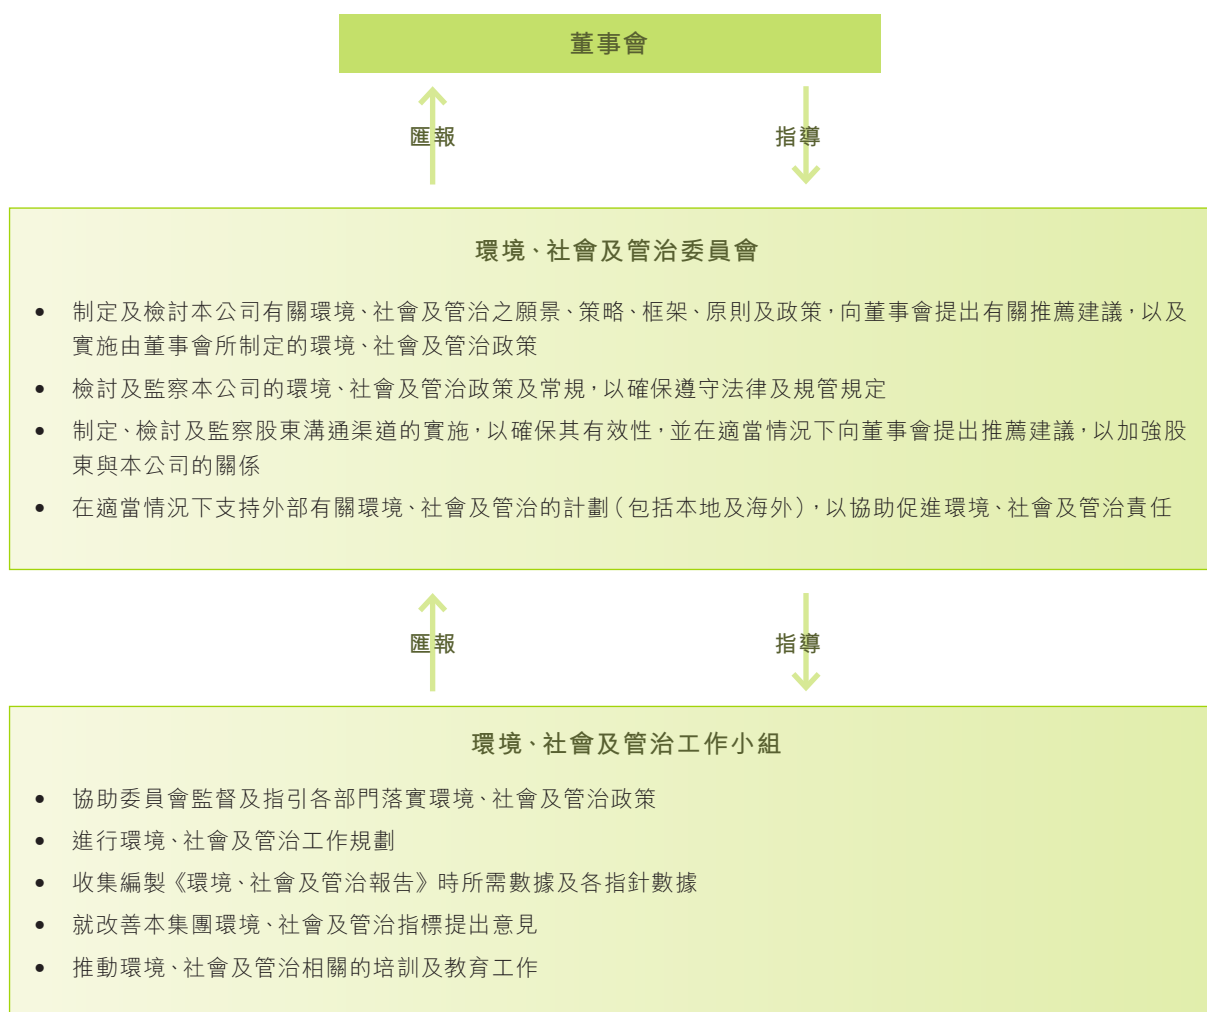 董事會
匯報
指導
環境、社會及管治委員會
• 制定及檢討本公司有關環境、社會及管治之願景、策略、框架、原則及政策，向董事會提出有關推薦建議，以及
實施由董事會所制定的環境、社會及管治政策
• 檢討及監察本公司的環境、社會及管治政策及常規，以確保遵守法律及規管規定
• 制定、檢討及監察股東溝通渠道的實施，以確保其有效性，並在適當情況下向董事會提出推薦建議，以加強股
東與本公司的關係
• 在適當情況下支持外部有關環境、社會及管治的計劃（包括本地及海外），以協助促進環境、社會及管治責任
匯報
指導
環境、社會及管治工作小組
• 協助委員會監督及指引各部門落實環境、社會及管治政策
• 進行環境、社會及管治工作規劃
• 收集編製《環境、社會及管治報告》時所需數據及各指針數據
• 就改善本集團環境、社會及管治指標提出意見
• 推動環境、社會及管治相關的培訓及教育工作